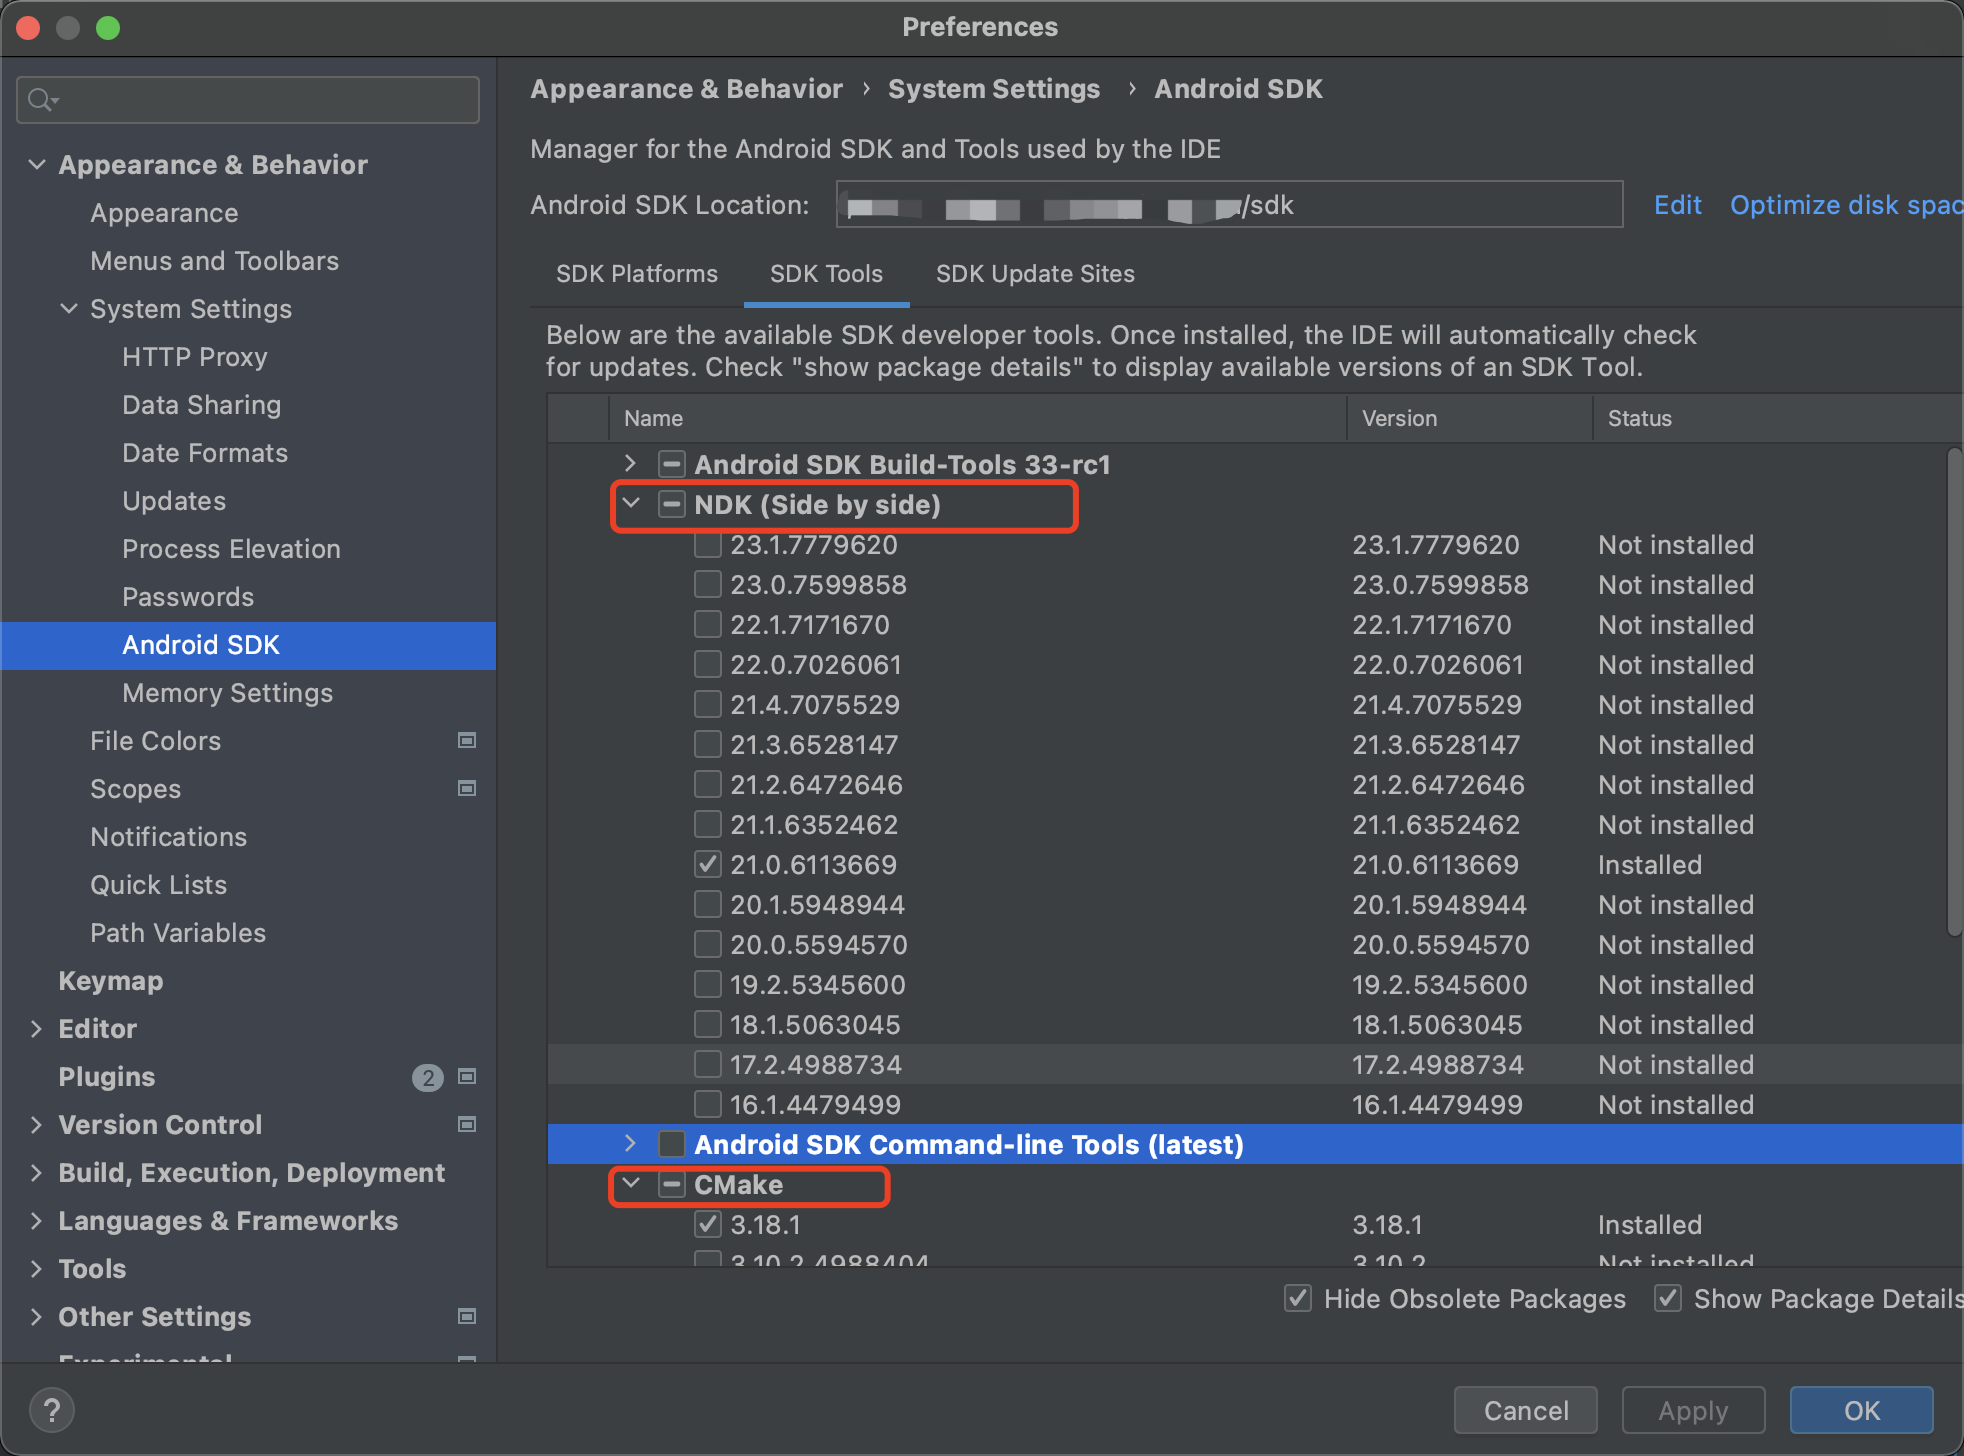 Preferences
Appearance & Behavior
Appearance
Menus and Toolbars
System Settings
HTTP Proxy
Data Sharing
Date Formats
Updates
Process Elevation
Passwords
Android SDK
Memory Settings
File Colors
Scopes
Notifications
Quick Lists
Path Variables
Keymap
Editor
Plugins 2
Version Control
Build, Execution, Deployment
Languages & Frameworks
Tools
Other Settings
Experimental
Appearance & Behavior › System Settings › Android SDK
Manager for the Android SDK and Tools used by the IDE
Android SDK Location: /sdk Edit Optimize disk spac
SDK Platforms SDK Tools SDK Update Sites
Below are the available SDK developer tools. Once installed, the IDE will automatically check
for updates. Check "show package details" to display available versions of an SDK Tool.
Name Version Status
Android SDK Build-Tools 33-rc1
NDK (Side by side)
23.1.7779620 23.1.7779620 Not installed
23.0.7599858 23.0.7599858 Not installed
22.1.7171670 22.1.7171670 Not installed
22.0.7026061 22.0.7026061 Not installed
21.4.7075529 21.4.7075529 Not installed
21.3.6528147 21.3.6528147 Not installed
21.2.6472646 21.2.6472646 Not installed
21.1.6352462 21.1.6352462 Not installed
21.0.6113669 21.0.6113669 Installed
20.1.5948944 20.1.5948944 Not installed
20.0.5594570 20.0.5594570 Not installed
19.2.5345600 19.2.5345600 Not installed
18.1.5063045 18.1.5063045 Not installed
17.2.4988734 17.2.4988734 Not installed
16.1.4479499 16.1.4479499 Not installed
Android SDK Command-line Tools (latest)
CMake
3.18.1 3.18.1 Installed
3.10.2.4988404 3.10.2 Not installed
Hide Obsolete Packages Show Package Details
? Cancel Apply OK